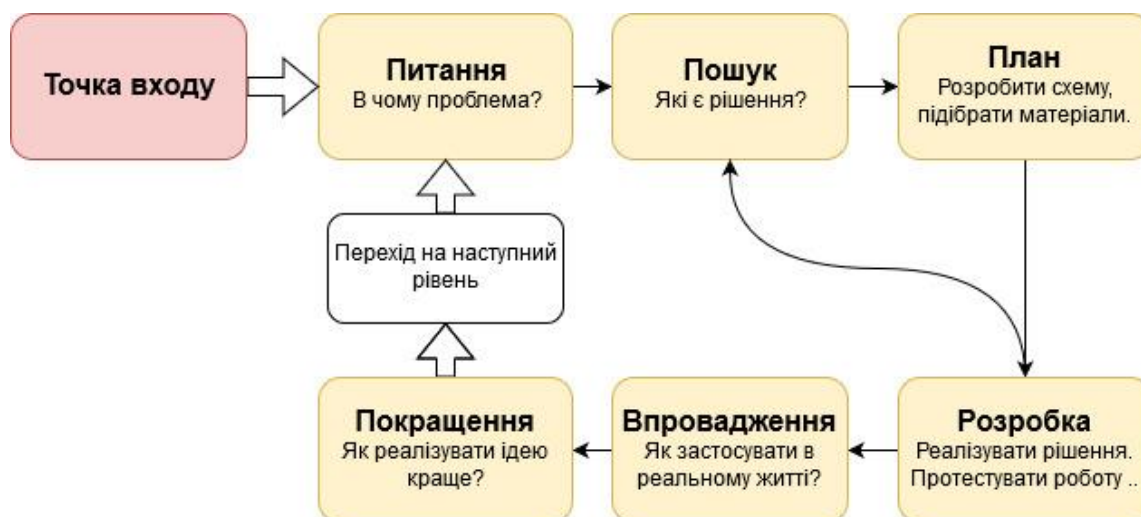 Точка входу
Питання
В чому проблема?
Пошук
Які є рішення?
План
Розробити схему,
підібрати матеріали.
Перехід на наступний
рівень
Покращення
Як реалізувати ідею
краще?
Впровадження
Як застосувати в
реальному житті?
Розробка
Реалізувати рішення.
Протестувати роботу ..